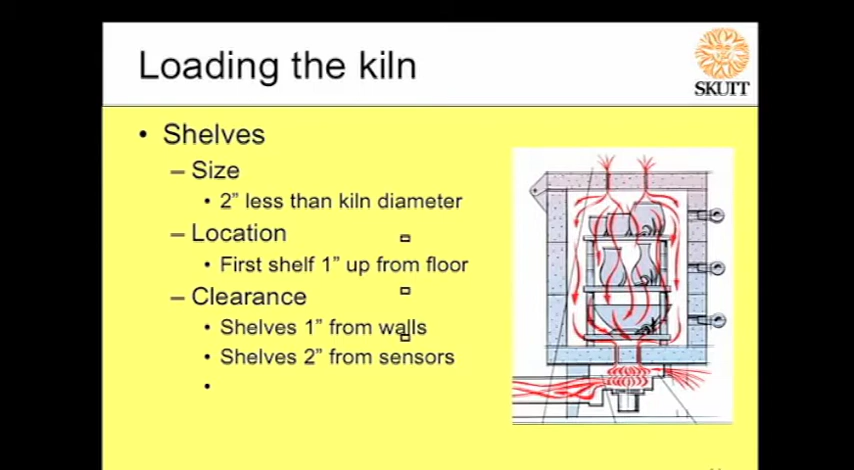 Loading the kiln
SKUTT
• Shelves
– Size
• 2” less than kiln diameter
– Location
• First shelf 1” up from floor
– Clearance
• Shelves 1” from walls
• Shelves 2” from sensors
•